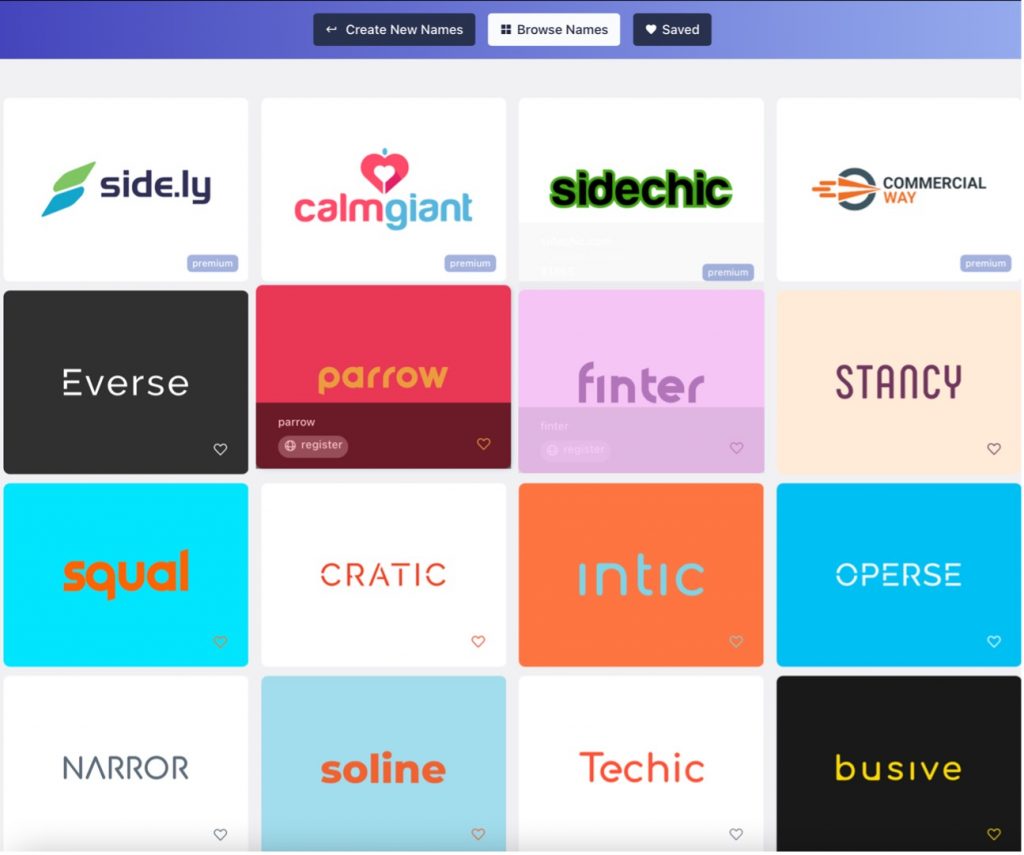 Create New Names
Browse Names
Saved
side.ly
premium
calmgiant
premium
sidechic
premium
COMMERCIAL
WAY
premium
Everse
parrow
parrow
register
finter
finter
register
STANCY
squal
CRATIC
intic
OPERSE
NARROR
soline
Techic
busive